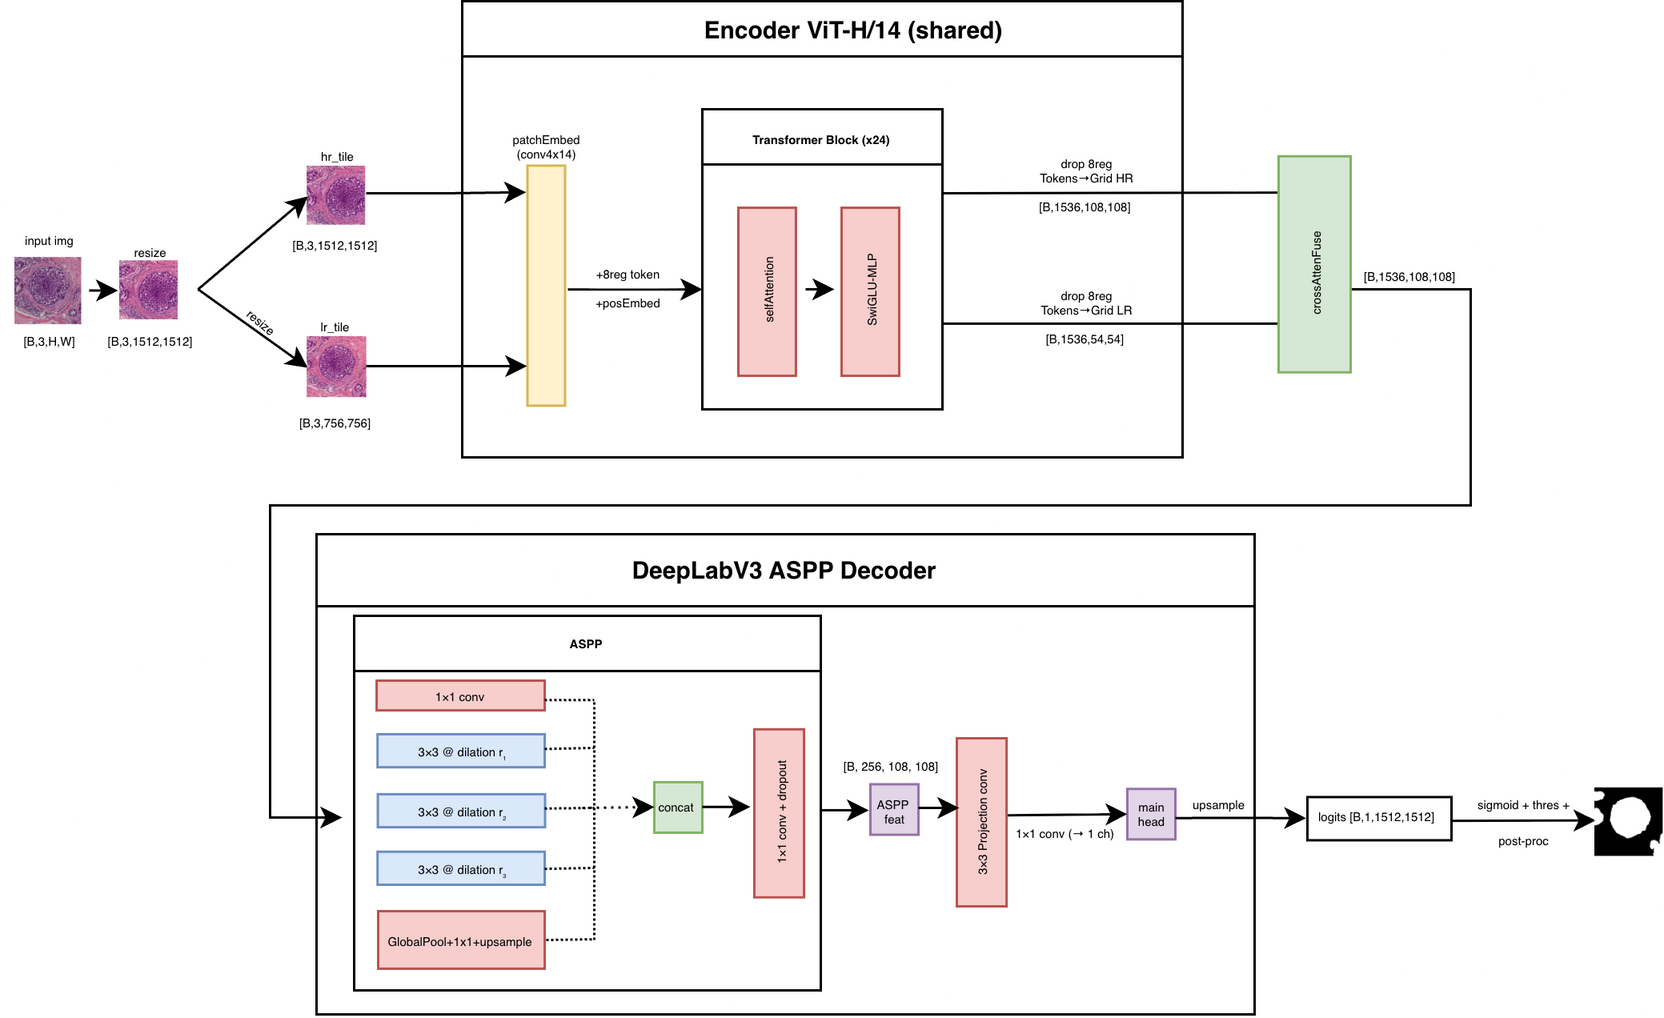 Encoder ViT-H/14 (shared)
input img
[B,3,H,W]
resize
[B,3,1512,1512]
hr_tile
[B,3,1512,1512]
resize
lr_tile
[B,3,756,756]
patchEmbed
(conv4x14)
+8reg token
+posEmbed
Transformer Block (x24)
selfAttention
SwiGLU-MLP
drop 8reg
Tokens→Grid HR
[B,1536,108,108]
drop 8reg
Tokens→Grid LR
[B,1536,54,54]
crossAttenFuse
[B,1536,108,108]
DeepLabV3 ASPP Decoder
ASPP
1×1 conv
3×3 @ dilation r₁
3×3 @ dilation r₂
3×3 @ dilation r₃
GlobalPool+1x1+upsample
concat
1×1 conv + dropout
[B, 256, 108, 108]
ASPP
feat
3×3 Projection conv
1×1 conv (→ 1 ch)
main
head
upsample
logits [B,1,1512,1512]
sigmoid + thres +
post-proc